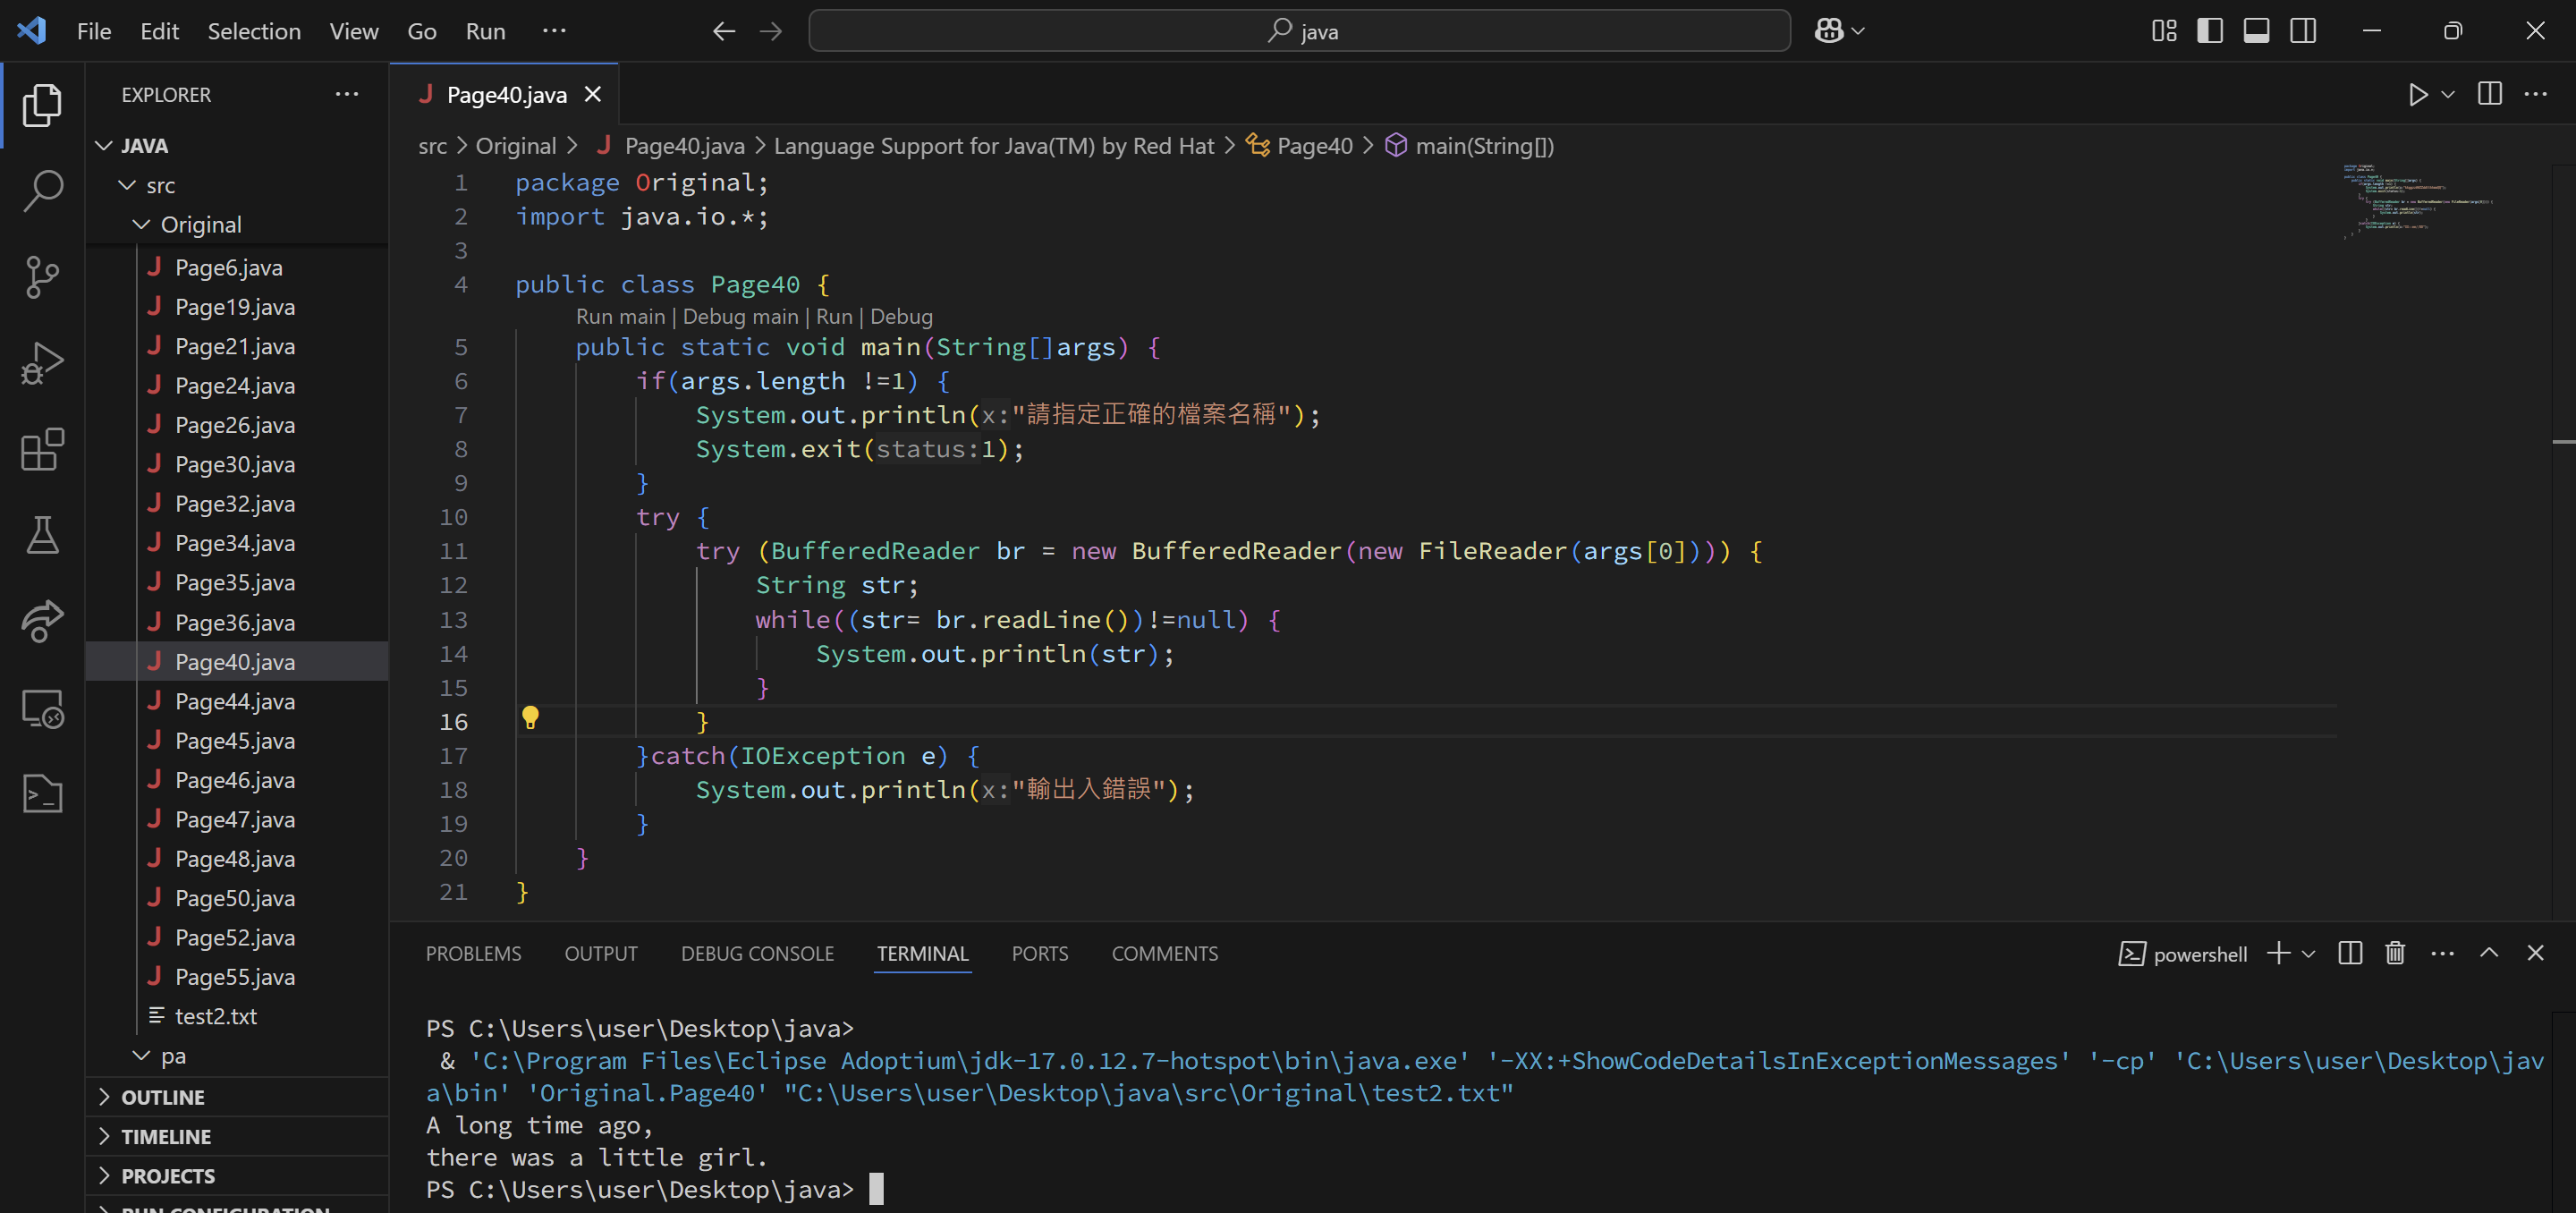 File Edit Selection View Go Run ··· java
EXPLORER ···
JAVA
src
Original
Page6.java
Page19.java
Page21.java
Page24.java
Page26.java
Page30.java
Page32.java
Page34.java
Page35.java
Page36.java
Page40.java
Page44.java
Page45.java
Page46.java
Page47.java
Page48.java
Page50.java
Page52.java
Page55.java
test2.txt
pa
OUTLINE
TIMELINE
PROJECTS
RUN CONFIGURATION
J Page40.java
src > Original > J Page40.java > Language Support for Java(TM) by Red Hat > Page40 > main(String[])
1 package Original;
2 import java.io.*;
3
4 public class Page40 {
Run main | Debug main | Run | Debug
5 public static void main(String[]args) {
6 if(args.length !=1) {
7 System.out.println(x:"請指定正確的檔案名稱");
8 System.exit(status:1);
9 }
10 try {
11 try (BufferedReader br = new BufferedReader(new FileReader(args[0]))) {
12 String str;
13 while((str= br.readLine())!=null) {
14 System.out.println(str);
15 }
16 }
17 }catch(IOException e) {
18 System.out.println(x:"輸出入錯誤");
19 }
20 }
21 }
PROBLEMS OUTPUT DEBUG CONSOLE TERMINAL PORTS COMMENTS powershell
PS C:\Users\user\Desktop\java>
& 'C:\Program Files\Eclipse Adoptium\jdk-17.0.12.7-hotspot\bin\java.exe' '-XX:+ShowCodeDetailsInExceptionMessages' '-cp' 'C:\Users\user\Desktop\jav
a\bin' 'Original.Page40' "C:\Users\user\Desktop\java\src\Original\test2.txt"
A long time ago,
there was a little girl.
PS C:\Users\user\Desktop\java>